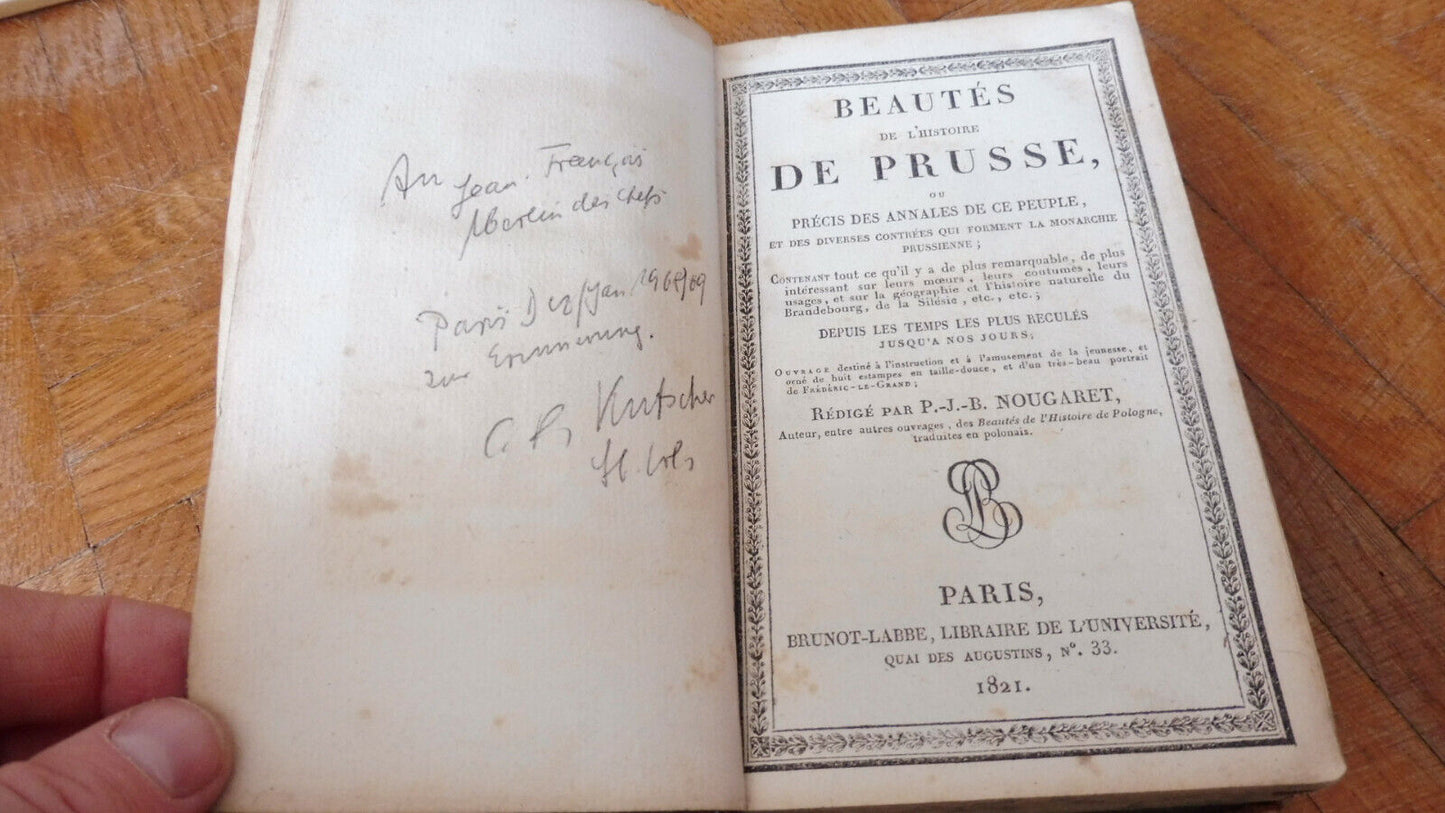 An Jean-François
Merlin des Chefs
Paris Dez/Jan 1968/69
zur Erinnerung.
Kutscher
BEAUTÉS
DE L'HISTOIRE
DE PRUSSE,
OU
PRÉCIS DES ANNALES DE CE PEUPLE,
ET DES DIVERSES CONTRÉES QUI FORMENT LA MONARCHIE
PRUSSIENNE ;
CONTENANT tout ce qu'il y a de plus remarquable, de plus
intéressant sur leurs mœurs, leurs coutumes, leurs
usages, et sur la géographie et l'histoire naturelle du
Brandebourg, de la Silésie, etc., etc.;
DEPUIS LES TEMPS LES PLUS RECULÉS
JUSQU'A NOS JOURS;
OUVRAGE destiné à l'instruction et à l'amusement de la jeunesse, et
orné de huit estampes en taille-douce, et d'un très-beau portrait
de FRÉDÉRIC-LE-GRAND;
RÉDIGÉ PAR P.-J.-B. NOUGARET,
Auteur, entre autres ouvrages, des Beautés de l'Histoire de Pologne,
traduites en polonais.
PARIS,
BRUNOT-LABBE, LIBRAIRE DE L'UNIVERSITÉ,
QUAI DES AUGUSTINS, N°. 33.
1821.